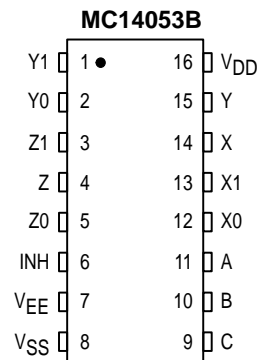 MC14053B
Y1 1 16 VDD
Y0 2 15 Y
Z1 3 14 X
Z 4 13 X1
Z0 5 12 X0
INH 6 11 A
VEE 7 10 B
VSS 8 9 C